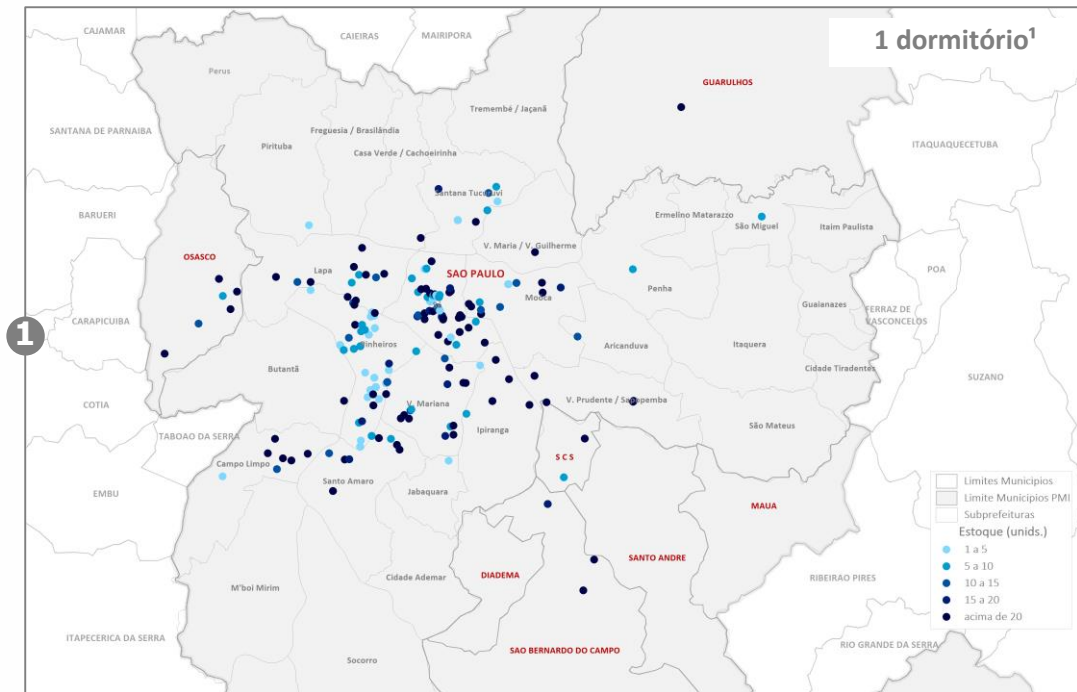 1 dormitório¹
CAJAMAR
CAIEIRAS
MAIRIPORA
Perus
GUARULHOS
Tremembé / Jaçanã
SANTANA DE PARNAIBA
Freguesia / Brasilândia
Pirituba
Casa Verde / Cachoeirinha
ITAQUAQUECETUBA
Santana Tucuruvi
BARUERI
Ermelino Matarazzo
São Miguel
Itaim Paulista
V. Maria / V. Guilherme
OSASCO
Lapa
SAO PAULO
POA
Mooca
Penha
Guaianazes
FERRAZ DE
VASCONCELOS
CARAPICUIBA
1
Pinheiros
Aricanduva
Itaquera
Butantã
Cidade Tiradentes
SUZANO
COTIA
V. Mariana
V. Prudente / Sapapemba
Ipiranga
São Mateus
TABOAO DA SERRA
Campo Limpo
S C S
Santo Amaro
EMBU
Jabaquara
MAUA
Limites Municipios
Limite Municípios PMI
Subprefeituras
Estoque (unids.)
1 a 5
5 a 10
10 a 15
15 a 20
acima de 20
SANTO ANDRE
DIADEMA
Cidade Ademar
M'boi Mirim
RIBEIRAO PIRES
ITAPECERICA DA SERRA
SAO BERNARDO DO CAMPO
RIO GRANDE DA SERRA
Socorro